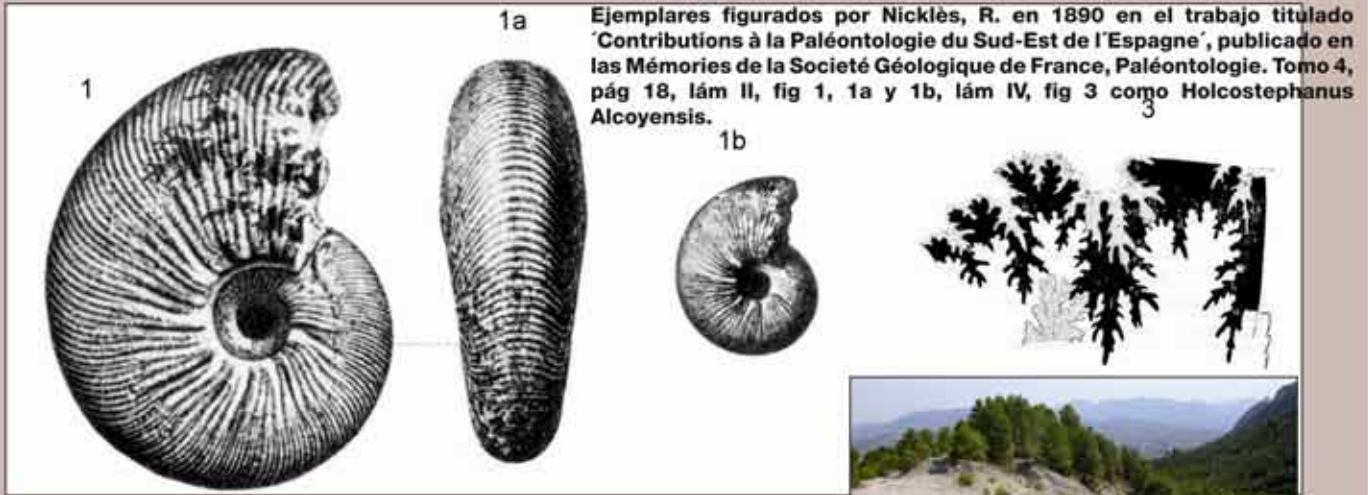 1a
Ejemplares figurados por Nicklès, R. en 1890 en el trabajo titulado
´Contributions à la Paléontologie du Sud-Est de l´Espagne´, publicado en
las Mémories de la Societé Géologique de France, Paléontologie. Tomo 4,
pág 18, lám II, fig 1, 1a y 1b, lám IV, fig 3 como Holcostephanus
Alcoyensis.
1
1b
3